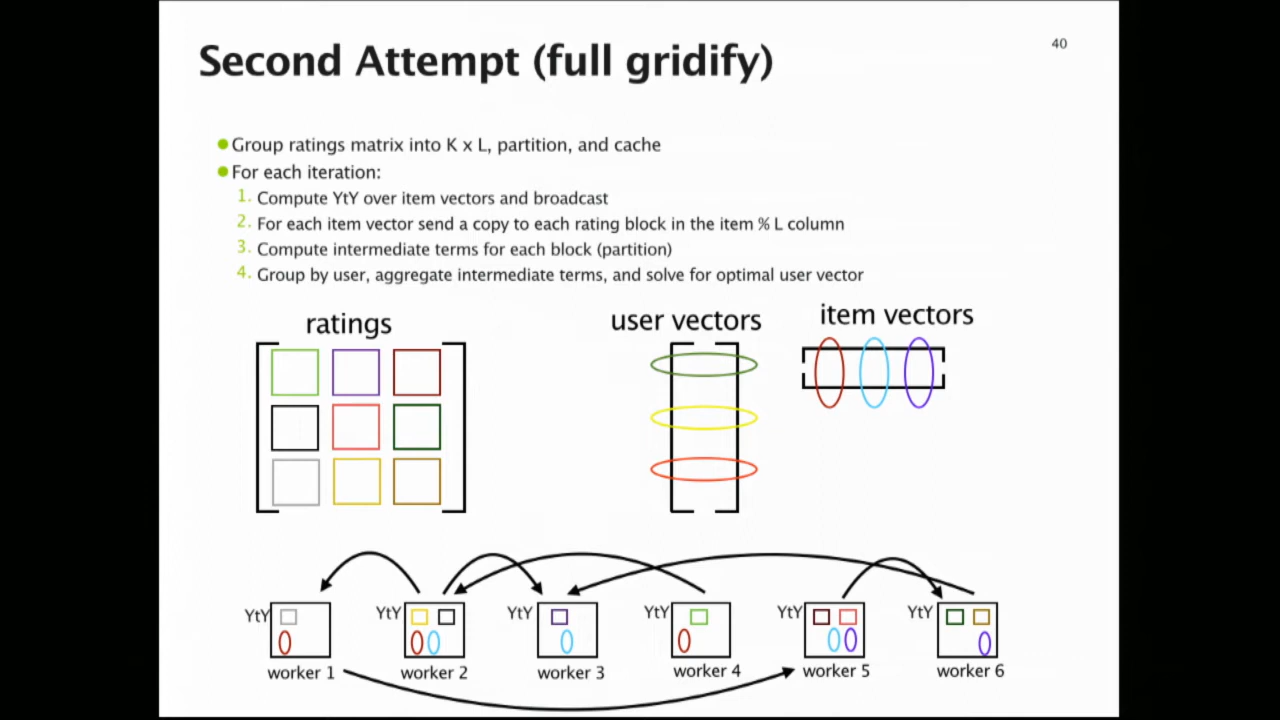 Second Attempt (full gridify)
40
Group ratings matrix into K x L, partition, and cache
For each iteration:
1. Compute YtY over item vectors and broadcast
2. For each item vector send a copy to each rating block in the item % L column
3. Compute intermediate terms for each block (partition)
4. Group by user, aggregate intermediate terms, and solve for optimal user vector
ratings
user vectors
item vectors
YtY
YtY
YtY
YtY
YtY
YtY
worker 1
worker 2
worker 3
worker 4
worker 5
worker 6